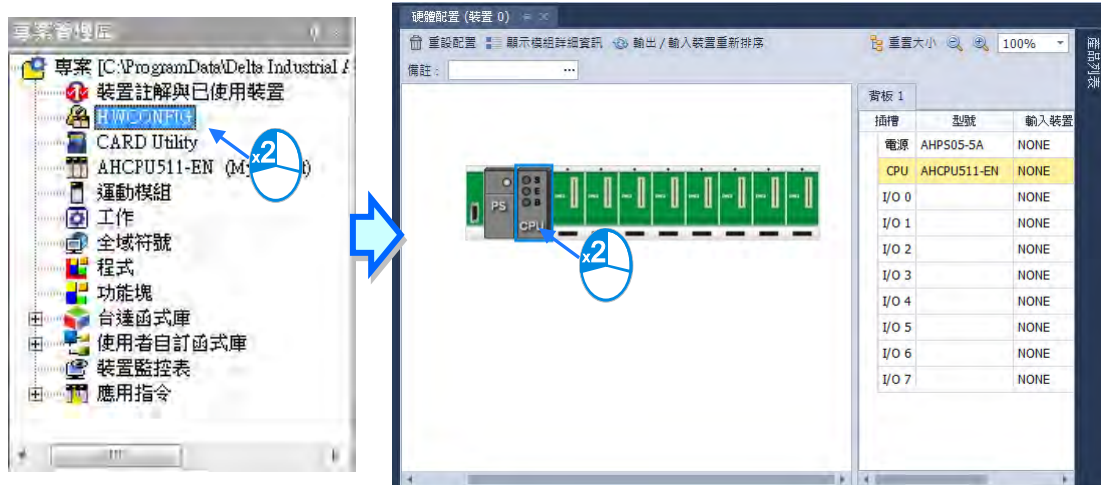 專案管理區
專案 [C:\ProgramData\Delta Industrial A
裝置註解與已使用裝置
HWCONFIG
CARD Utility
x2
AHCPU511-EN (My
運動模組
工作
全域符號
程式
功能塊
台達函式庫
使用者自訂函式庫
裝置監控表
應用指令
硬體配置 (裝置 0)
重設配置 顯示模組詳細資訊 輸出/輸入裝置重新排序
重置大小 100%
備註:
...
PS
CPU
x2
背板 1
插槽 型號 輸入裝置
電源 AHPS05-5A NONE
CPU AHCPU511-EN NONE
I/O 0 NONE
I/O 1 NONE
I/O 2 NONE
I/O 3 NONE
I/O 4 NONE
I/O 5 NONE
I/O 6 NONE
I/O 7 NONE
產品列表